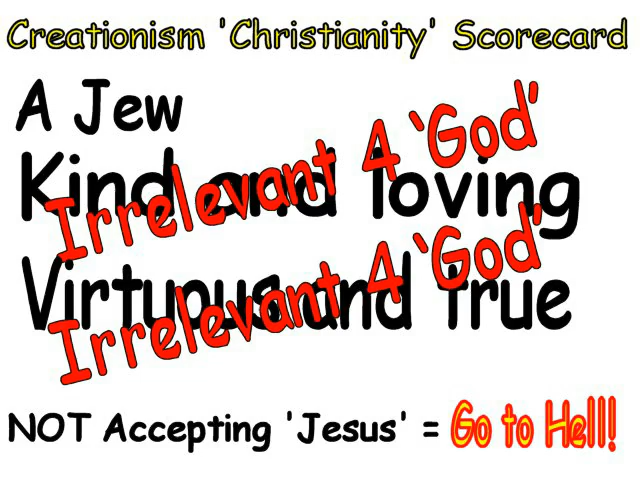 Creationism 'Christianity' Scorecard
A Jew
Kind and loving
Irrelevant 4 `God'
Virtuous and true
Irrelevant 4 `God'
NOT Accepting 'Jesus' = Go to Hell!